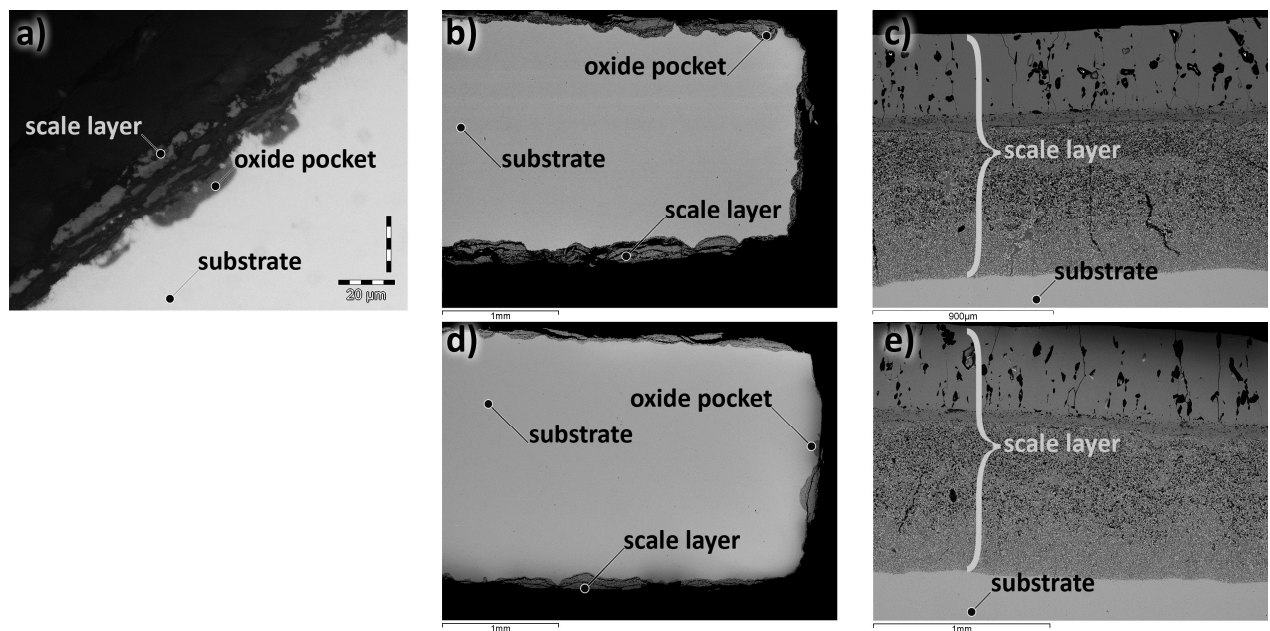 a)
scale layer
oxide pocket
substrate
20 µm
b)
oxide pocket
substrate
scale layer
1mm
c)
scale layer
substrate
900µm
d)
oxide pocket
substrate
scale layer
1mm
e)
scale layer
substrate
1mm